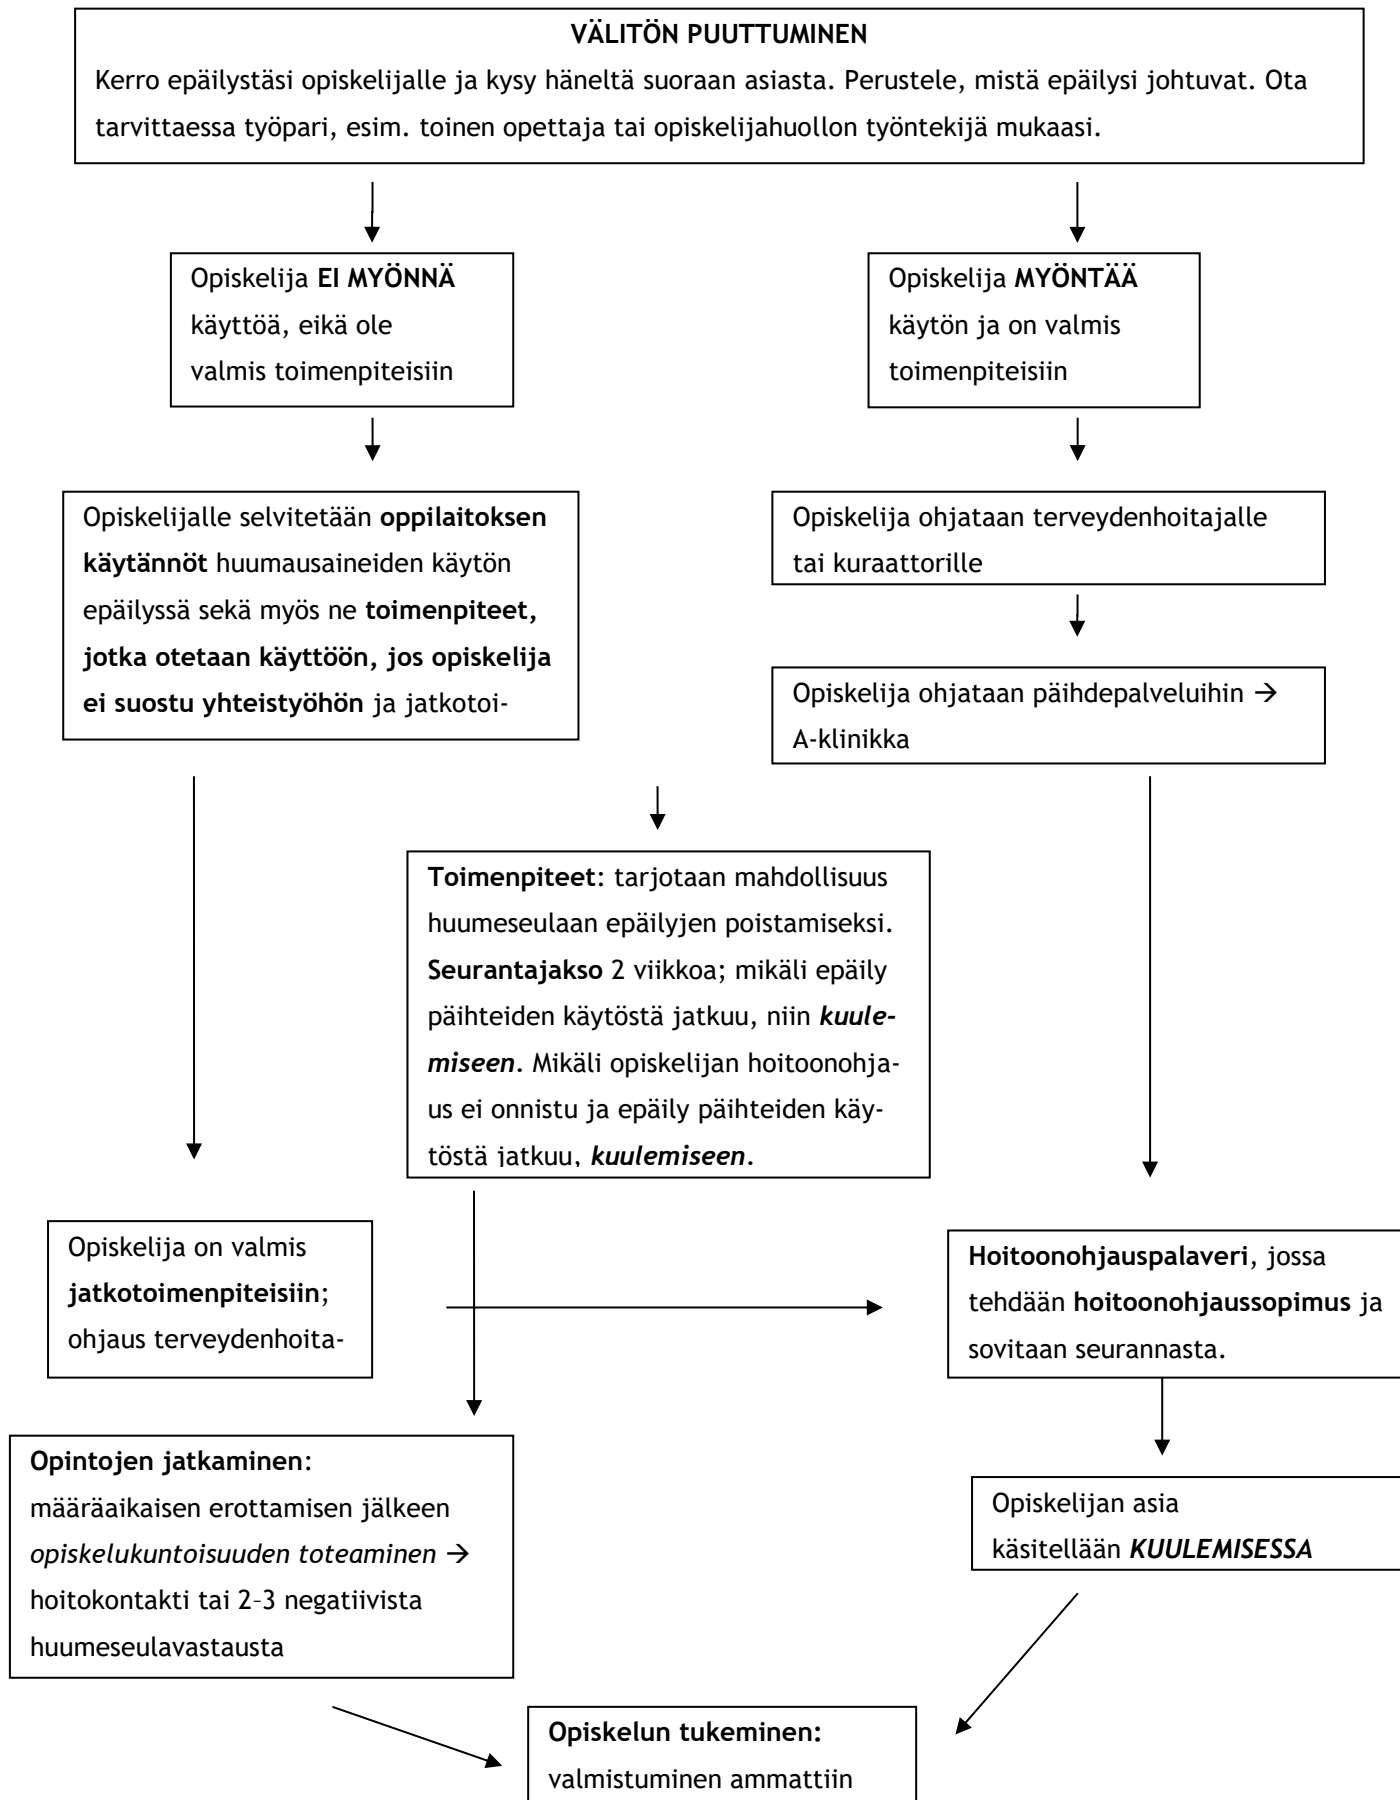 VÄLITÖN PUUTTUMINEN
Kerro epäilystäsi opiskelijalle ja kysy häneltä suoraan asiasta. Perustele, mistä epäilysi johtuvat. Ota
tarvittaessa työpari, esim. toinen opettaja tai opiskelijahuollon työntekijä mukaasi.
Opiskelija EI MYÖNNÄ
käyttöä, eikä ole
valmis toimenpiteisiin
Opiskelija MYÖNTÄÄ
käytön ja on valmis
toimenpiteisiin
Opiskelijalle selvitetään oppilaitoksen
käytännöt huumausaineiden käytön
epäilyssä sekä myös ne toimenpiteet,
jotka otetaan käyttöön, jos opiskelija
ei suostu yhteistyöhön ja jatkotoi-
Opiskelija ohjataan terveydenhoitajalle
tai kuraattorille
Opiskelija ohjataan päihdepalveluihin →
A-klinikka
Toimenpiteet: tarjotaan mahdollisuus
huumeseulaan epäilyjen poistamiseksi.
Seurantajakso 2 viikkoa; mikäli epäily
päihteiden käytöstä jatkuu, niin kuule-
miseen. Mikäli opiskelijan hoitoonohja-
us ei onnistu ja epäily päihteiden käy-
töstä jatkuu, kuulemiseen.
Opiskelija on valmis
jatkotoimenpiteisiin;
ohjaus terveydenhoita-
Hoitoonohjauspalaveri, jossa
tehdään hoitoonohjaussopimus ja
sovitaan seurannasta.
Opintojen jatkaminen:
määräaikaisen erottamisen jälkeen
opiskelukuntoisuuden toteaminen →
hoitokontakti tai 2–3 negatiivista
huumeseulavastausta
Opiskelijan asia
käsitellään KUULEMISESSA
Opiskelun tukeminen:
valmistuminen ammattiin